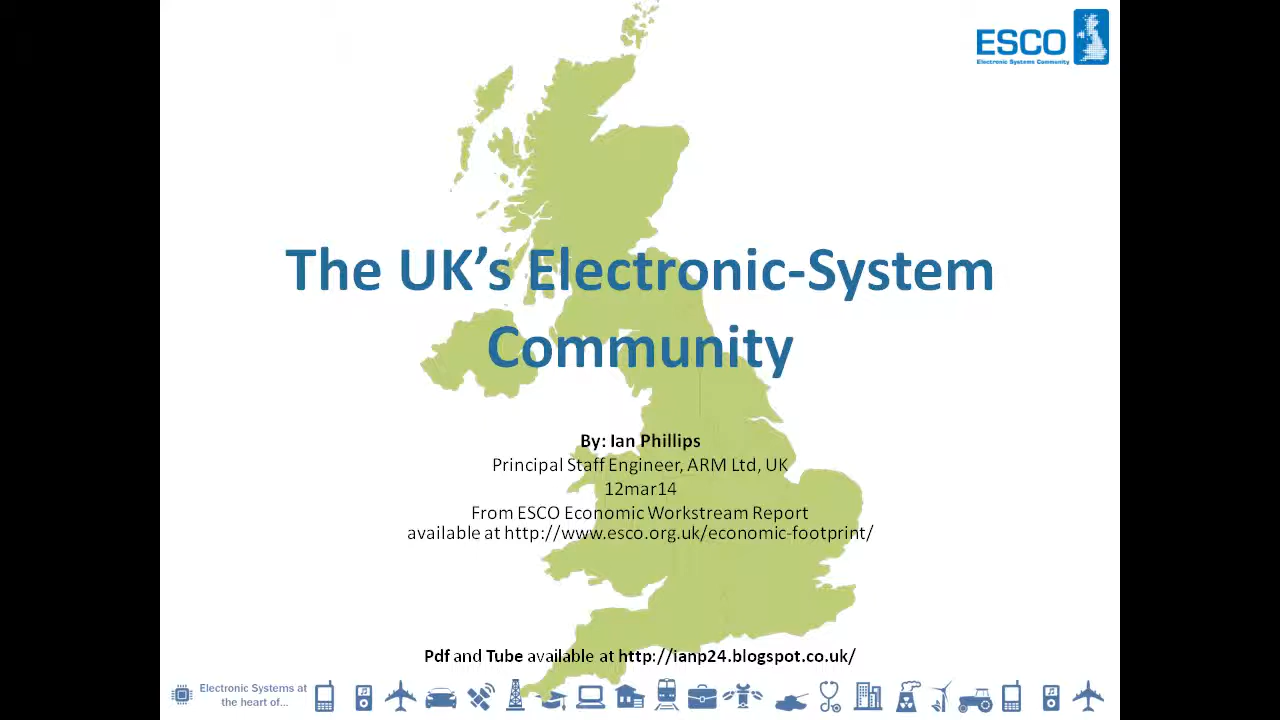 ESCO
Electronic Systems Community
The UK's Electronic-System
Community
By: Ian Phillips
Principal Staff Engineer, ARM Ltd, UK
12mar14
From ESCO Economic Workstream Report
available at http://www.esco.org.uk/economic-footprint/
Pdf and Tube available at http://ianp24.blogspot.co.uk/
Electronic Systems at
the heart of...